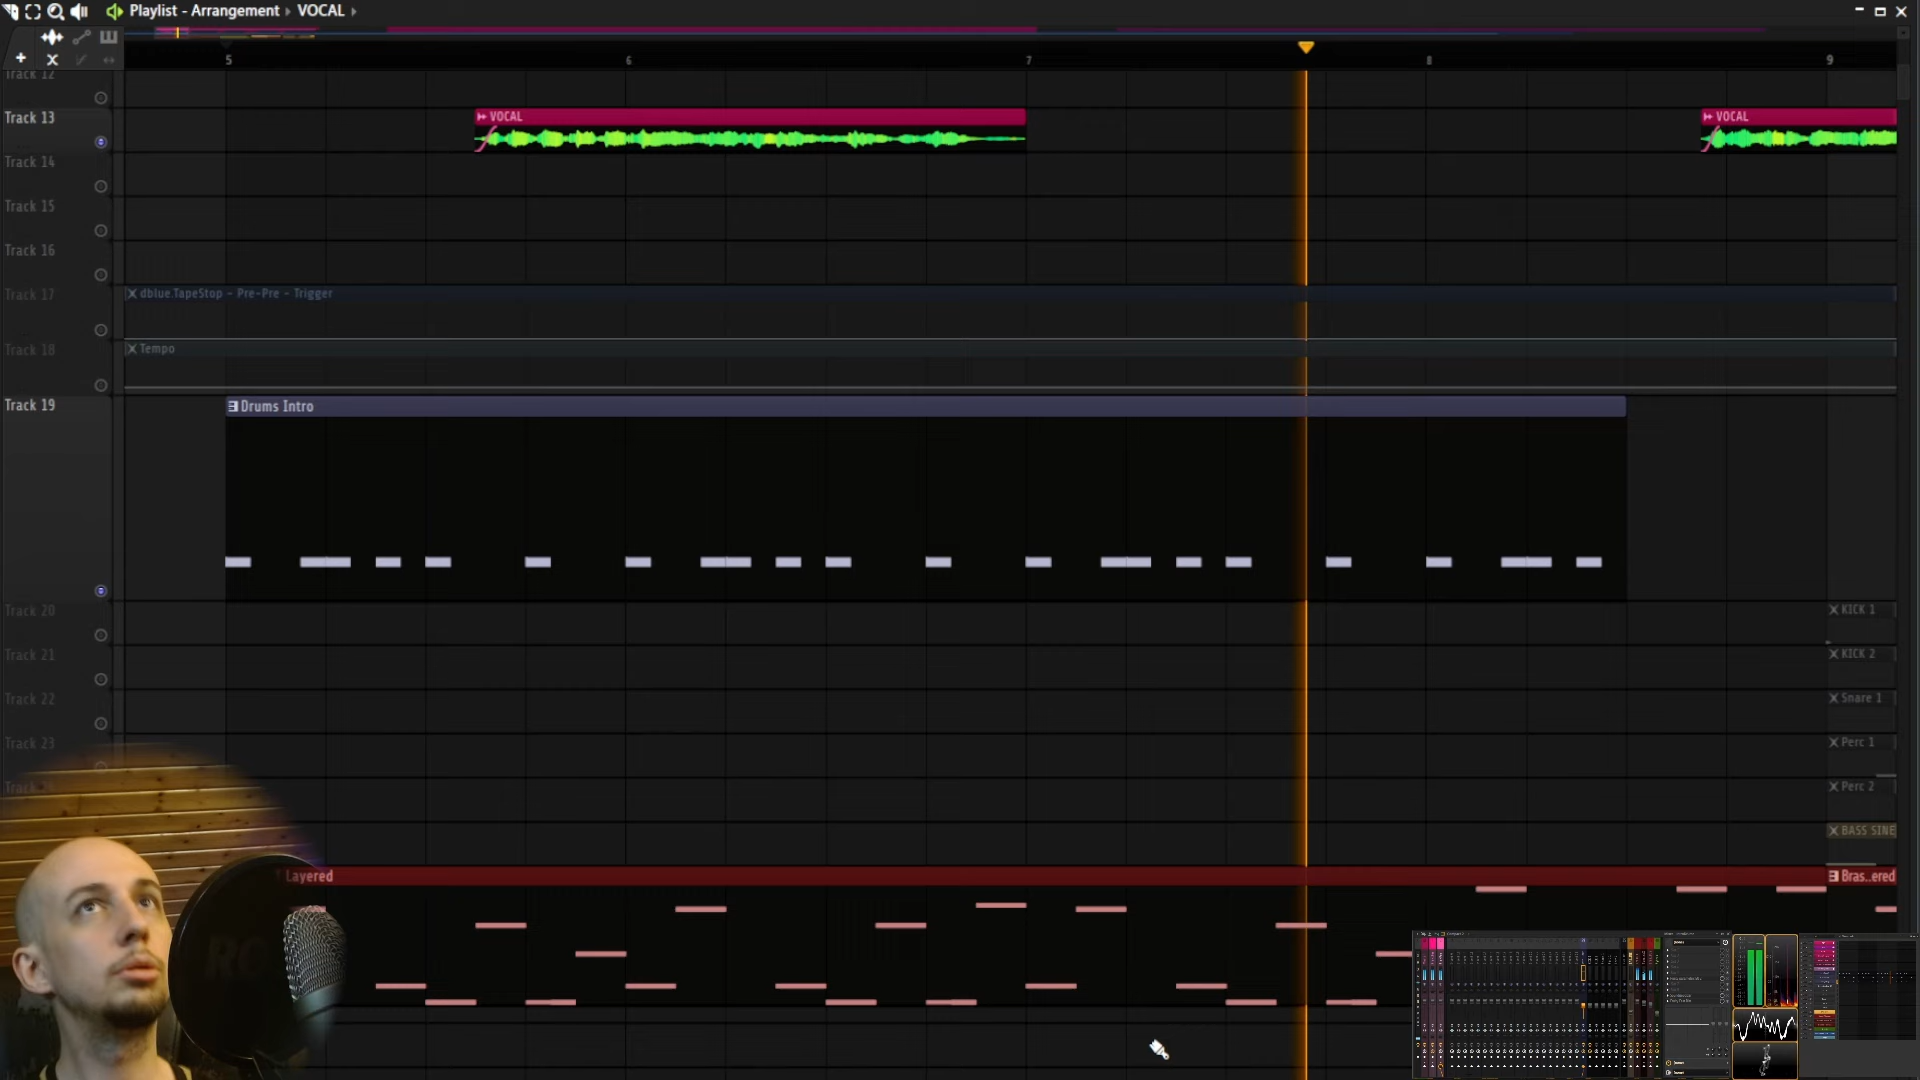 Playlist - Arrangement › VOCAL ›
5 6 7 8 9
Track 12
Track 13
VOCAL
VOCAL
Track 14
Track 15
Track 16
Track 17
dblue TapeStop - Pre-Pre - Trigger
Track 18
Tempo
Track 19
Drums Intro
Track 20
KICK 1
Track 21
KICK 2
Track 22
Snare 1
Track 23
Perc 1
Perc 2
BASS SINE
Layered
Bras..ered